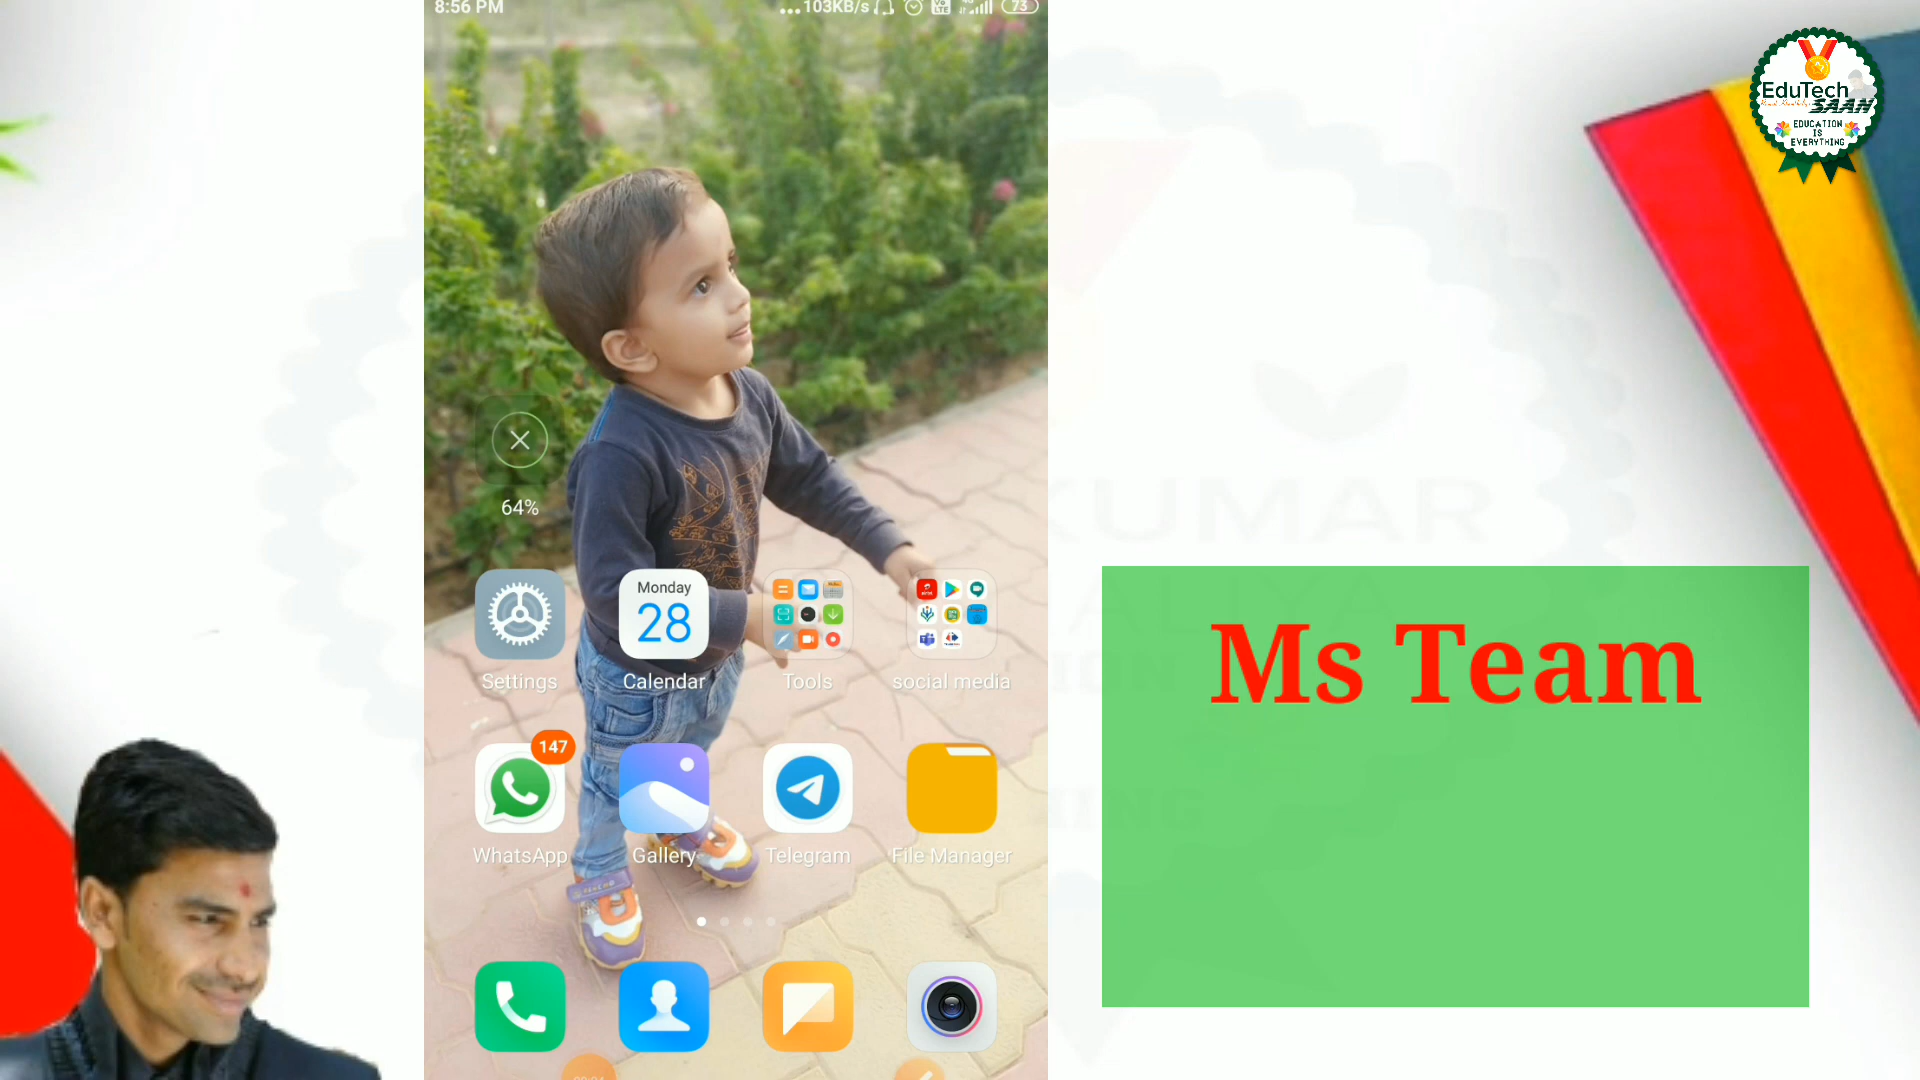 8:56 PM
...103KB/s
73
EduTech
SAAN
EDUCATION
IS
EVERYTHING
64%
Monday
28
Settings
Calendar
Tools
social media
147
WhatsApp
Gallery
Telegram
File Manager
Ms Team
KUMAR